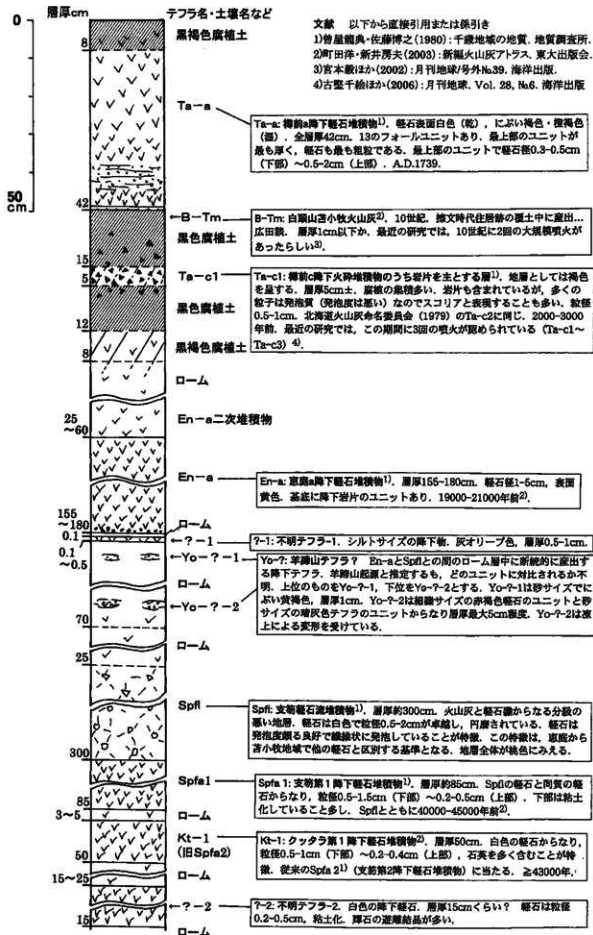 層厚cm
テフラ名・土壌名など
0
50
cm
黒褐色腐植土
8
Ta-a
42
B-Tm
黒色腐植土
15
Ta-c1
5
黒色腐植土
12
黒褐色腐植土
8
ローム
25
～60
En-a二次堆積物
En-a
155
～180
ローム
0.1
?-1
0.1
～0.5
Yo-?-1
ローム
Yo-?-2
70
ローム
25
Spfl
300
Spfa1
85
3～5
ローム
Kt-1
(旧Spfa2)
50
15～25
ローム
?-2
15
ローム
文献 以下から直接引用または孫引き
1)曽屋龍典・佐藤博之(1980)：千歳地域の地質．地質調査所．
2)町田洋・新井房夫(2003)：新編火山灰アトラス．東大出版会．
3)宮本毅ほか(2002)：月刊地球/号外No.39．海洋出版．
4)古堅千絵ほか(2006)：月刊地球．Vol. 28, No.6．海洋出版
Ta-a: 樽前a降下軽石堆積物1)．軽石表面白色（乾），にぶい褐色・橙褐色
（湿）．全層厚42cm．13のフォールユニットあり．最上部のユニットが
最も厚く，軽石も最も粗粒である．最上部のユニットで軽石径0.3-0.5cm
（下部）～0.5-2cm（上部）．A.D.1739．
B-Tm: 白頭山苫小牧火山灰2)．10世紀．擦文時代住居跡の覆土中に産出…
広田談．層厚1cm以下か．最近の研究では，10世紀に2回の大規模噴火が
あったらしい3)．
Ta-c1: 樽前c降下火砕堆積物のうち岩片を主とする層1)．地層としては褐色
を呈する．層厚5cm±．腐植の集積多い．岩片も含まれているが，多くの
粒子は発泡質（発泡度は悪い）なのでスコリアと表現することも多い．粒径
0.5-1cm．北海道火山灰命名委員会（1979）のTa-c2に同じ．2000-3000
年前．最近の研究では，この期間に3回の噴火が認められている（Ta-c1～
Ta-c3）4)．
En-a: 恵庭a降下軽石堆積物1)．層厚155-180cm．軽石径1-5cm，表面
黄色．基底に降下岩片のユニットあり．19000-21000年前2)．
?-1: 不明テフラ-1．シルトサイズの降下物．灰オリーブ色，層厚0.5-1cm．
Yo-?: 羊蹄山テフラ？ En-aとSpflとの間のローム層中に断続的に産出す
る降下テフラ．羊蹄山起源と推定するも，どのユニットに対比されるか不
明．上位のものをYo-?-1，下位をYo-?-2とする．Yo-?-1は砂サイズでに
ぶい黄褐色，層厚1cm．Yo-?-2は細礫サイズの赤褐色軽石のユニットと砂
サイズの暗灰色テフラのユニットからなり層厚最大5cm程度．Yo-?-2は凍
上による変形を受けている．
Spfl: 支笏軽石流堆積物1)．層厚約300cm．火山灰と軽石礫からなる分級の
悪い地層．軽石は白色で粒径0.5-2cmが卓越し，円磨されている．軽石は
発泡度頗る良好で繊維状に発泡していることが特徴．この特徴は，恵庭から
苫小牧地域で他の軽石と区別する基準となる．地層全体が桃色にみえる．
Spfa 1: 支笏第1降下軽石堆積物1)．層厚約85cm．Spflの軽石と同質の軽
石からなり，粒径0.5-1.5cm（下部）～0.2-0.5cm（上部）．下部は粘土
化していること多し．Spflとともに40000-45000年前2)．
Kt-1: クッタラ第1降下軽石堆積物2)．層厚50cm．白色の軽石からなり，
粒径0.5-1cm（下部）～0.2-0.4cm（上部），石英を多く含むことが特
徴．従来のSpfa 2 1)（支笏第2降下軽石堆積物）に当たる．≧43000年．
?-2: 不明テフラ-2．白色の降下軽石．層厚15cmくらい？ 軽石は粒径
0.2-0.5cm，粘土化．輝石の遊離結晶が多い．